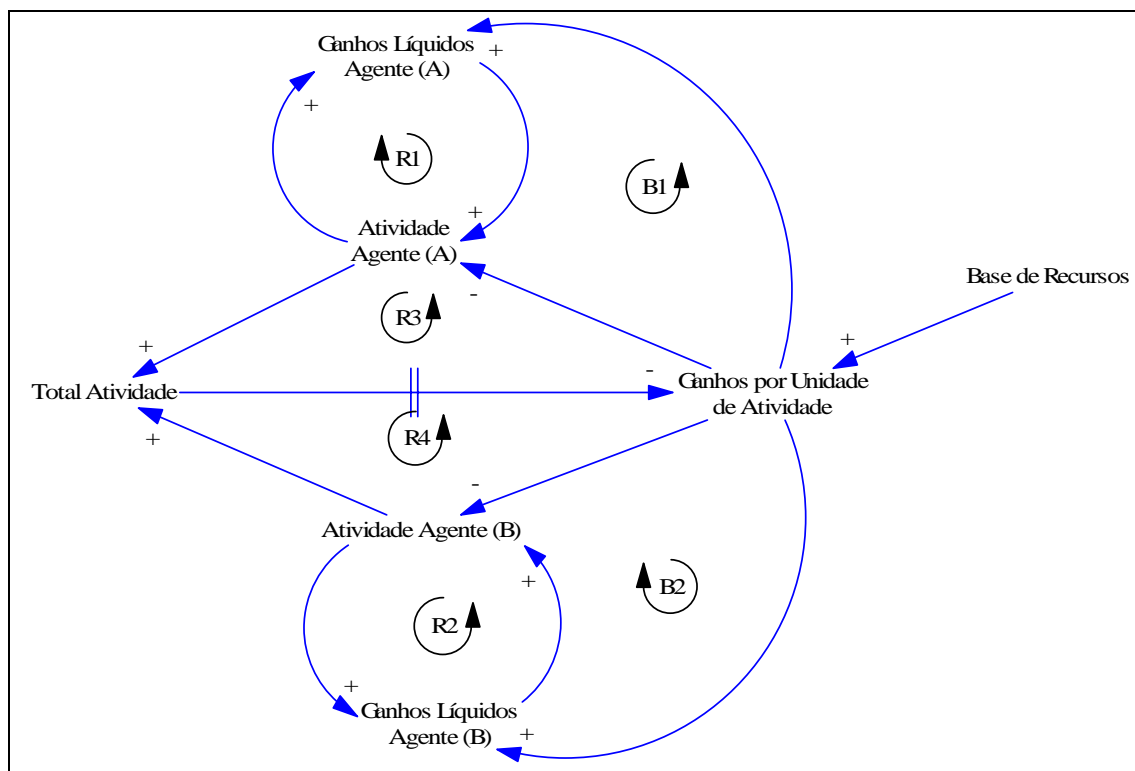 Ganhos Líquidos
Agente (A)
+
+
R1
B1
+
Atividade
Agente (A)
-
Base de Recursos
R3
+
+
-
Total Atividade
Ganhos por Unidade
de Atividade
+
R4
-
Atividade Agente (B)
+
B2
R2
+
Ganhos Líquidos
Agente (B)
+